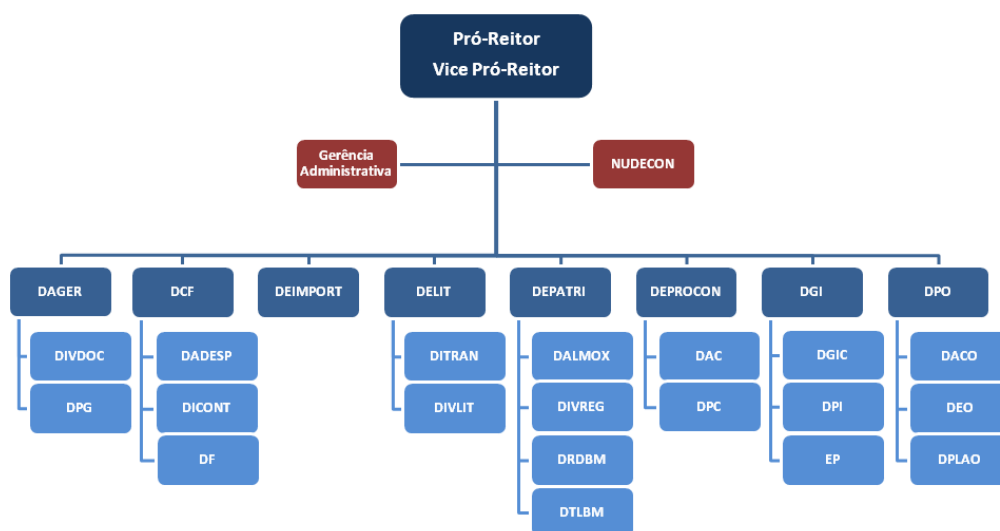 Pró-Reitor
Vice Pró-Reitor
Gerência
Administrativa
NUDECON
DAGER
DCF
DEIMPORT
DELIT
DEPATRI
DEPROCON
DGI
DPO
DIVDOC
DADESP
DITRAN
DALMOX
DAC
DGIC
DACO
DPG
DICONT
DIVLIT
DIVREG
DPC
DPI
DEO
DF
DRDBM
EP
DPLAO
DTLBM